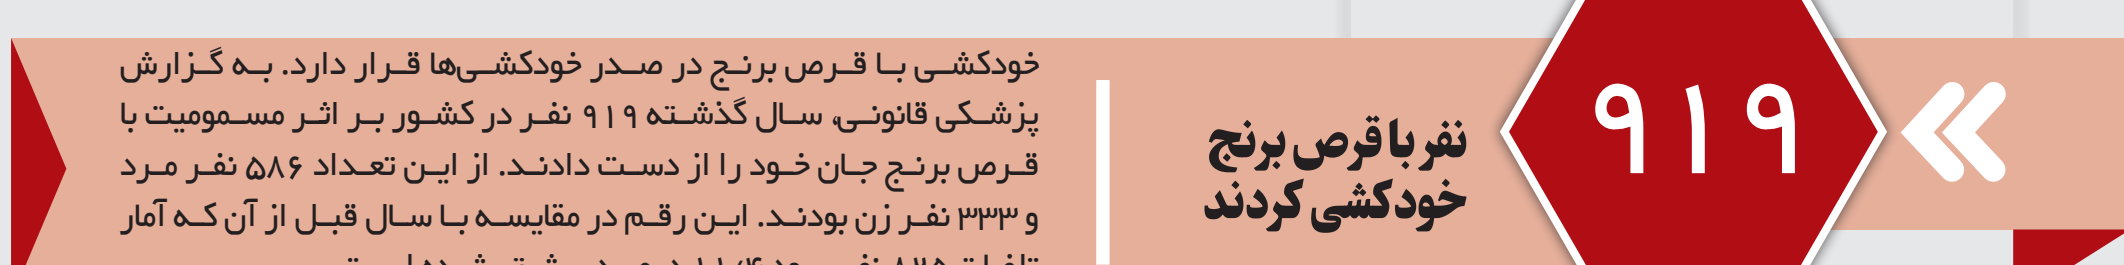 ۹۱۹
نفر با قرص برنج
خودکشی کردند
خودکشی با قرص برنج در صدر خودکشی‌ها قرار دارد. به گزارش
پزشکی قانونی، سال گذشته ۹۱۹ نفر در کشور بر اثر مسمومیت با
قرص برنج جان خود را از دست دادند. از این تعداد ۵۸۶ نفر مرد
و ۳۳۳ نفر زن بودند. این رقم در مقایسه با سال قبل از آن که آمار